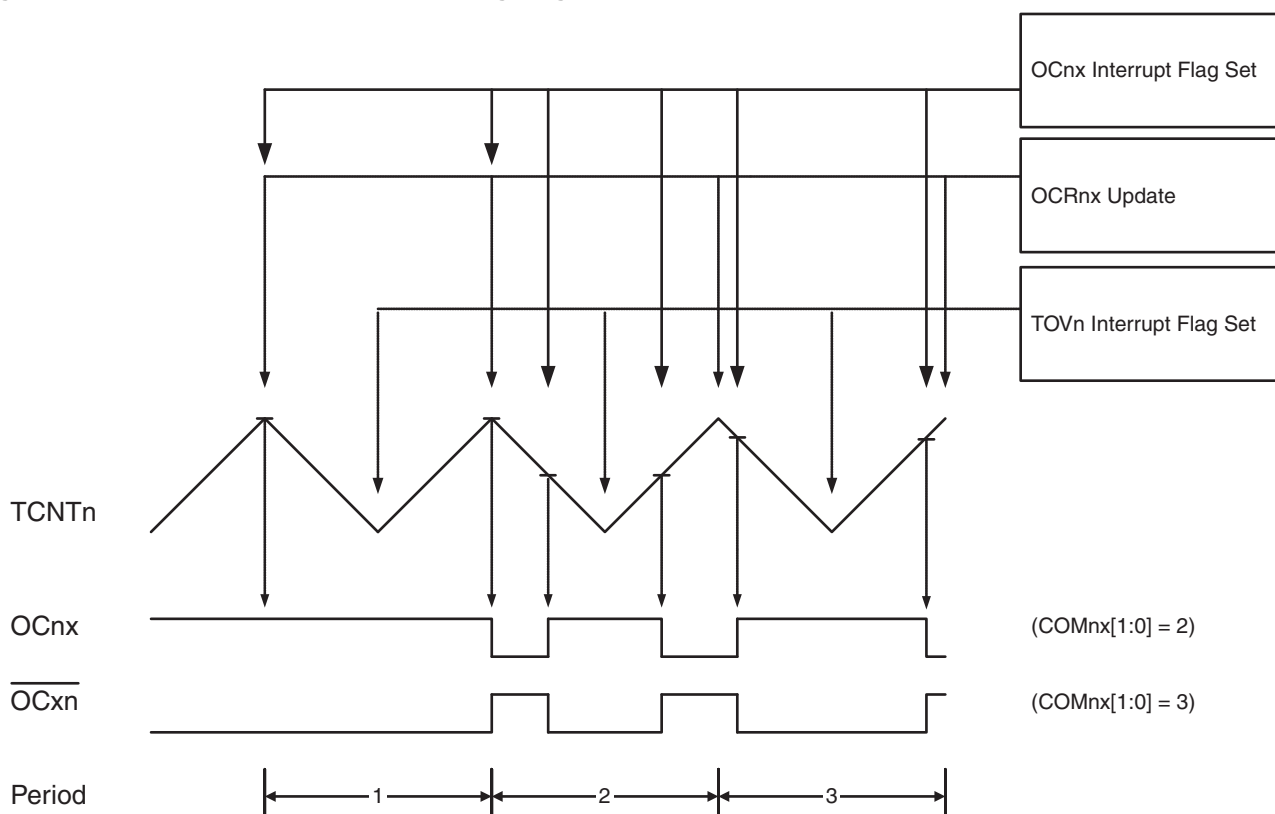 OCnx Interrupt Flag Set
OCRnx Update
TOVn Interrupt Flag Set
TCNTn
OCnx
(COMnx[1:0] = 2)
OCxn
(COMnx[1:0] = 3)
Period
1
2
3